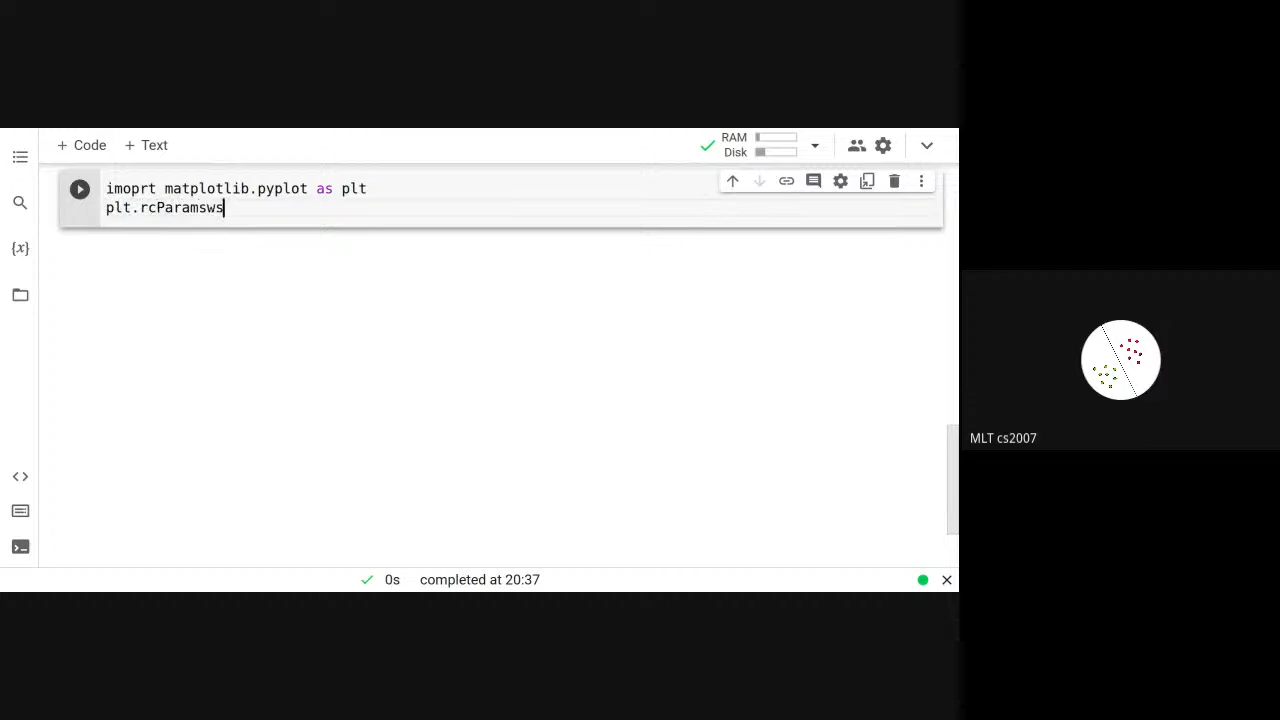 + Code + Text
RAM
Disk
{x}
imoprt matplotlib.pyplot as plt
plt.rcParamsws
MLT cs2007
0s completed at 20:37